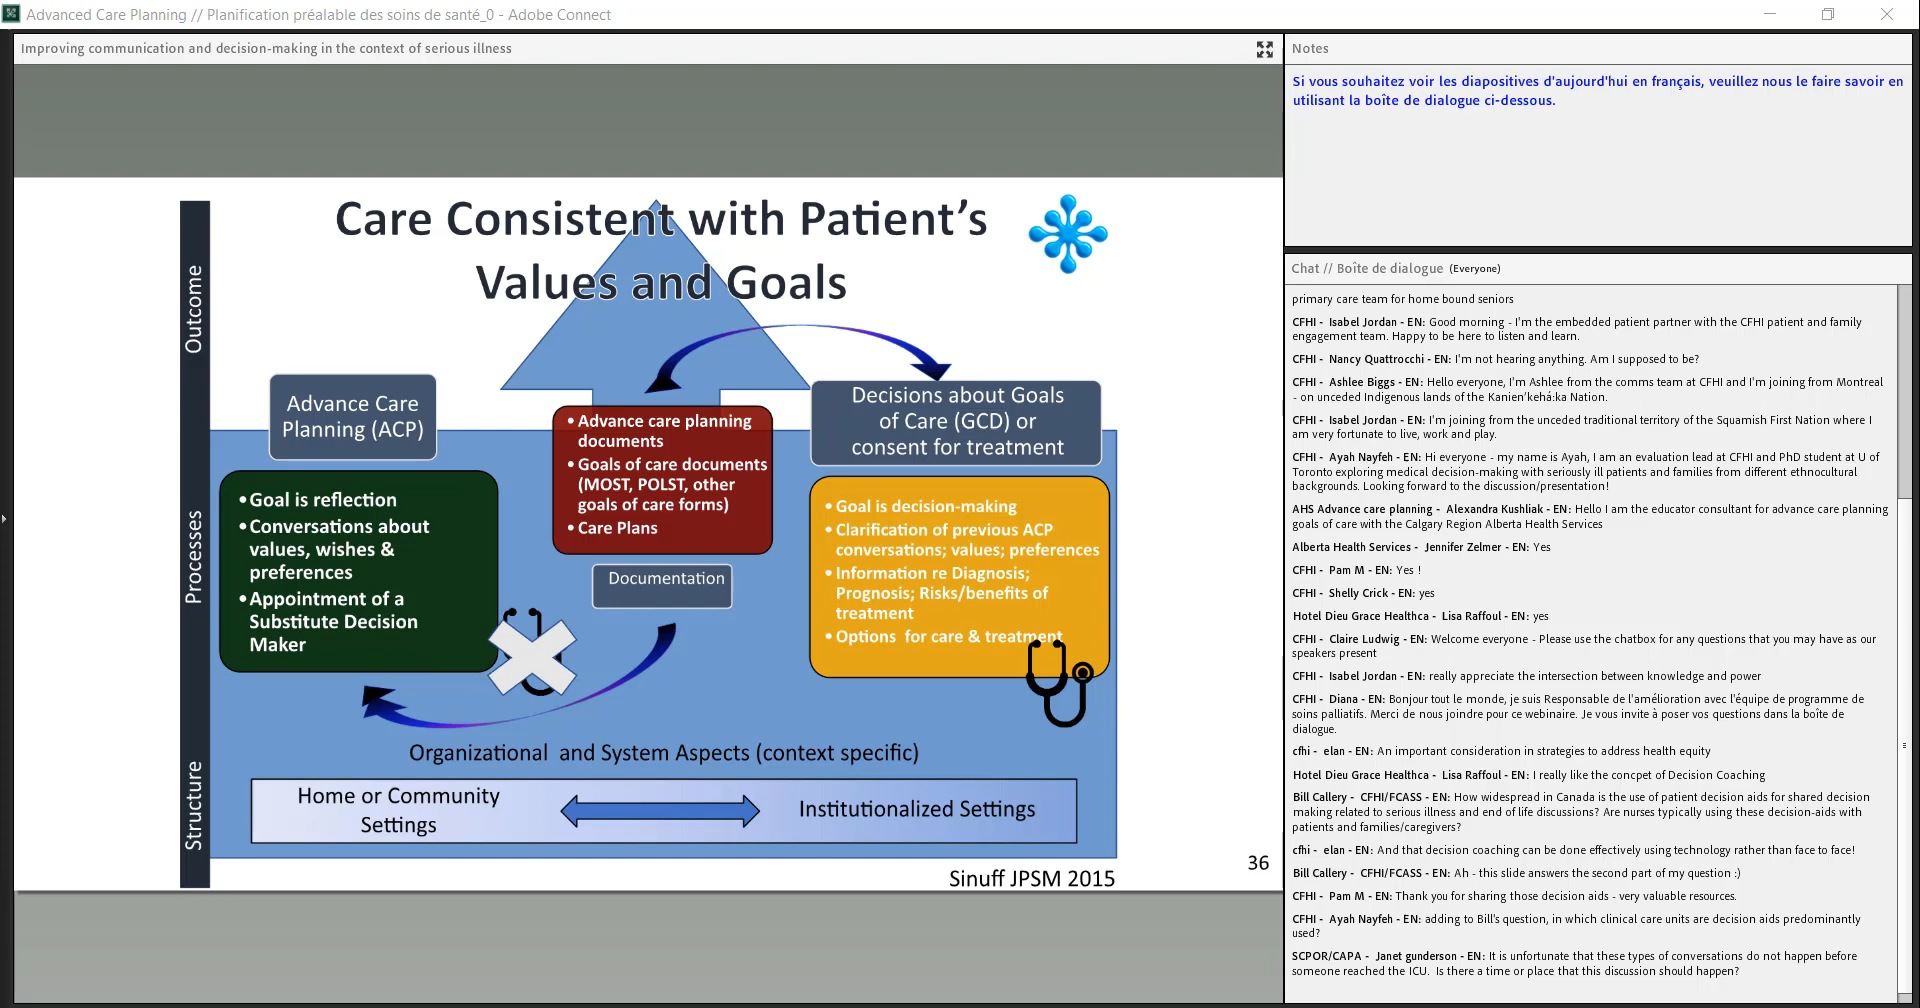 Advanced Care Planning // Planification préalable des soins de santé_0 - Adobe Connect
Improving communication and decision-making in the context of serious illness
Care Consistent with Patient's
Values and Goals
Outcome
Processes
Structure
Advance Care
Planning (ACP)
•Goal is reflection
•Conversations about
values, wishes &
preferences
•Appointment of a
Substitute Decision
Maker
• Advance care planning
documents
• Goals of care documents
(MOST, POLST, other
goals of care forms)
• Care Plans
Documentation
Decisions about Goals
of Care (GCD) or
consent for treatment
• Goal is decision-making
• Clarification of previous ACP
conversations; values; preferences
• Information re Diagnosis;
Prognosis; Risks/benefits of
treatment
• Options for care & treatment
Organizational and System Aspects (context specific)
Home or Community
Settings
Institutionalized Settings
36
Sinuff JPSM 2015
Notes
Si vous souhaitez voir les diapositives d'aujourd'hui en français, veuillez nous le faire savoir en
utilisant la boîte de dialogue ci-dessous.
Chat // Boîte de dialogue (Everyone)
primary care team for home bound seniors
CFHI - Isabel Jordan - EN: Good morning - I'm the embedded patient partner with the CFHI patient and family
engagement team. Happy to be here to listen and learn.
CFHI - Nancy Quattrocchi - EN: I'm not hearing anything. Am I supposed to be?
CFHI - Ashlee Biggs - EN: Hello everyone, I'm Ashlee from the comms team at CFHI and I'm joining from Montreal
- on unceded Indigenous lands of the Kanien'kehá:ka Nation.
CFHI - Isabel Jordan - EN: I'm joining from the unceded traditional territory of the Squamish First Nation where I
am very fortunate to live, work and play.
CFHI - Ayah Nayfeh - EN: Hi everyone - my name is Ayah, I am an evaluation lead at CFHI and PhD student at U of
Toronto exploring medical decision-making with seriously ill patients and families from different ethnocultural
backgrounds. Looking forward to the discussion/presentation!
AHS Advance care planning - Alexandra Kushliak - EN: Hello I am the educator consultant for advance care planning
goals of care with the Calgary Region Alberta Health Services
Alberta Health Services - Jennifer Zelmer - EN: Yes
CFHI - Pam M - EN: Yes !
CFHI - Shelly Crick - EN: yes
Hotel Dieu Grace Healthca - Lisa Raffoul - EN: yes
CFHI - Claire Ludwig - EN: Welcome everyone - Please use the chatbox for any questions that you may have as our
speakers present
CFHI - Isabel Jordan - EN: really appreciate the intersection between knowledge and power
CFHI - Diana - EN: Bonjour tout le monde, je suis Responsable de l'amélioration avec l'équipe de programme de
soins palliatifs. Merci de nous joindre pour ce webinaire. Je vous invite à poser vos questions dans la boîte de
dialogue.
cfhi - elan - EN: An important consideration in strategies to address health equity
Hotel Dieu Grace Healthca - Lisa Raffoul - EN: I really like the concpet of Decision Coaching
Bill Callery - CFHI/FCASS - EN: How widespread in Canada is the use of patient decision aids for shared decision
making related to serious illness and end of life discussions? Are nurses typically using these decision-aids with
patients and families/caregivers?
cfhi - elan - EN: And that decision coaching can be done effectively using technology rather than face to face!
Bill Callery - CFHI/FCASS - EN: Ah - this slide answers the second part of my question :)
CFHI - Pam M - EN: Thank you for sharing those decision aids - very valuable resources.
CFHI - Ayah Nayfeh - EN: adding to Bill's question, in which clinical care units are decision aids predominantly
used?
SCPOR/CAPA - Janet gunderson - EN: It is unfortunate that these types of conversations do not happen before
someone reached the ICU. Is there a time or place that this discussion should happen?